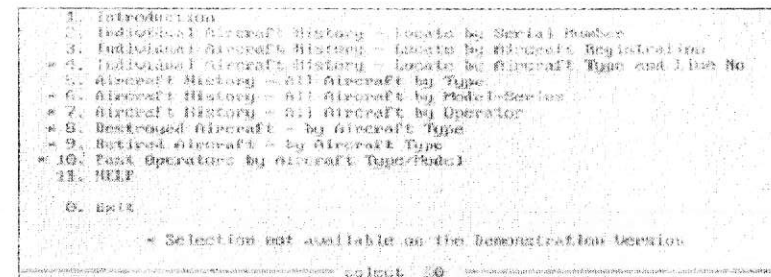 1. Introduction
2. Individual Aircraft History - Locate by Serial Number
3. Individual Aircraft History - Locate by Aircraft Registration
* 4. Individual Aircraft History - Locate by Aircraft Type and Line No
5. Aircraft History - All Aircraft by Type
* 6. Aircraft History - All Aircraft by Model-Series
* 7. Aircraft History - All Aircraft by Operator
* 8. Destroyed Aircraft - by Aircraft Type
* 9. Retired Aircraft - by Aircraft Type
* 10. Past Operators by Aircraft Type/Model
11. HELP
0. Exit
* Selection not available on the Demonstration Version
select 0